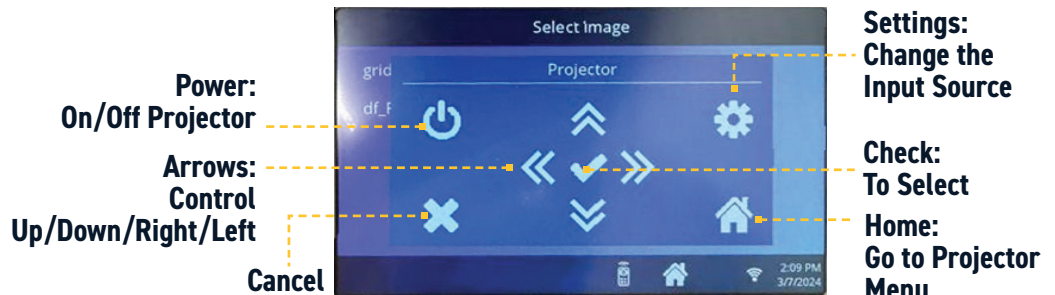 Select Image
grid
Projector
df_F
Power:
On/Off Projector
Arrows:
Control
Up/Down/Right/Left
Cancel
Settings:
Change the
Input Source
Check:
To Select
Home:
Go to Projector
Menu
2:09 PM
3/7/2024